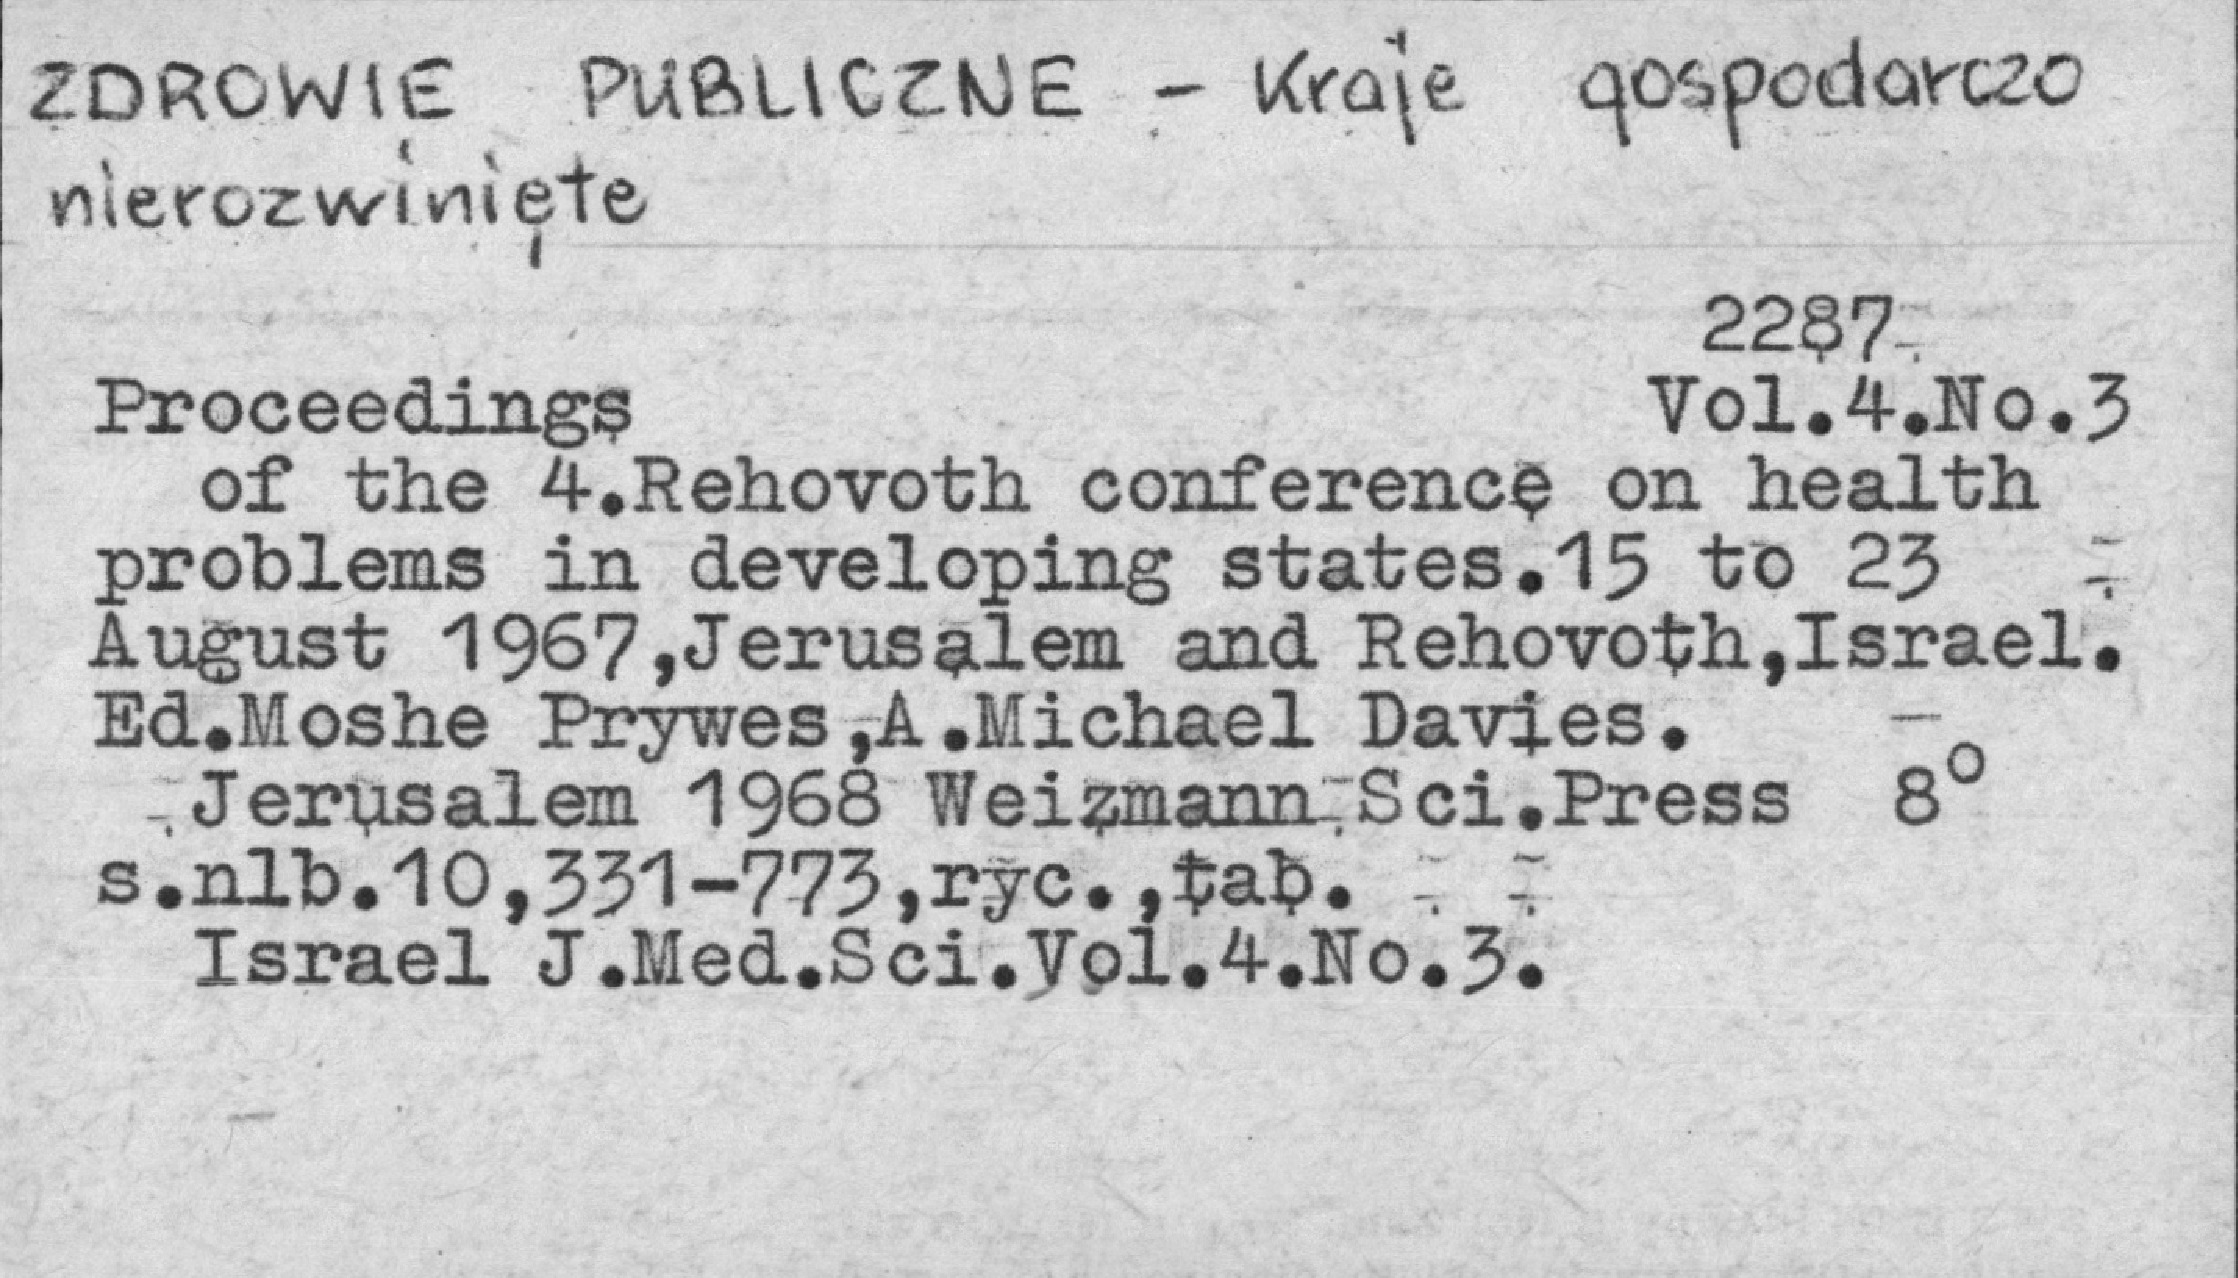 ZDROWIE PUBLICZNE - Kraje gospodarczo
nierozwinięte
2287
Proceedings Vol.4.No.3
of the 4.Rehovoth conference on health
problems in developing states.15 to 23
August 1967,Jerusalem and Rehovoth,Israel.
Ed.Moshe Prywes,A.Michael Davies.
Jerusalem 1968 Weizmann Sci.Press 8°
s.nlb.10,331-773,ryc.,tab.
Israel J.Med.Sci.Vol.4.No.3.